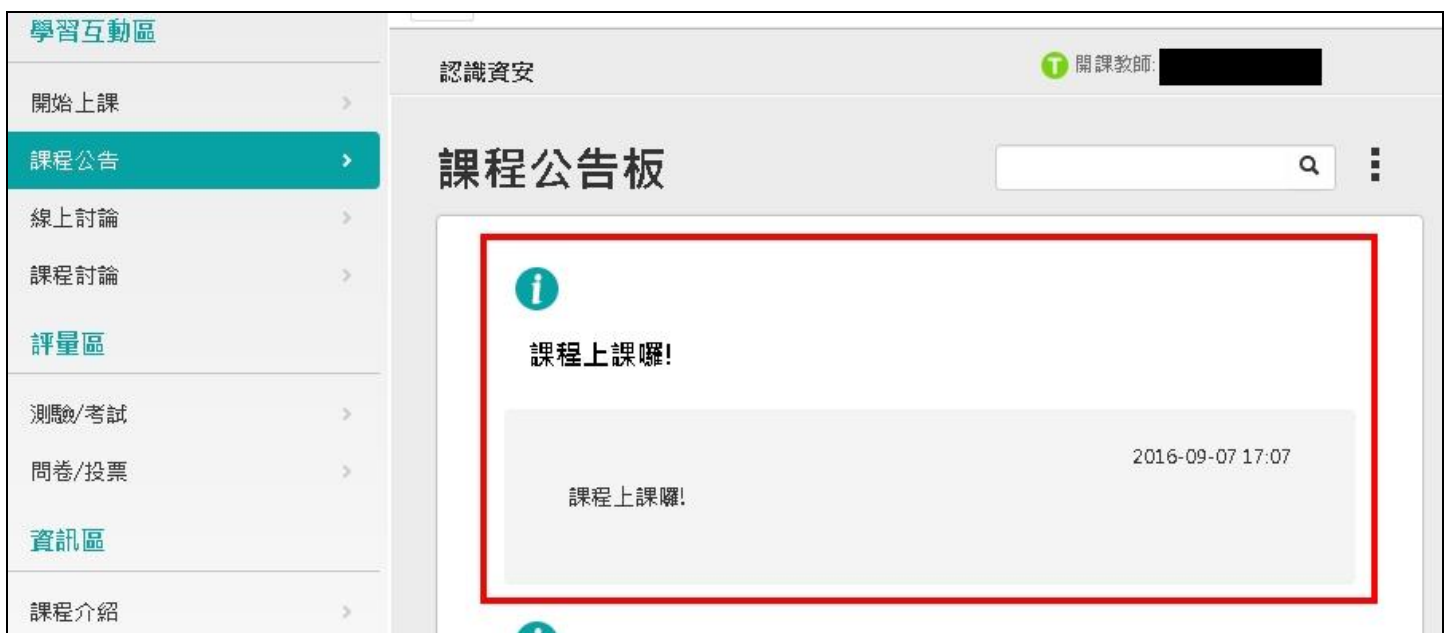 學習互動區
開始上課
課程公告
線上討論
課程討論
評量區
測驗/考試
問卷/投票
資訊區
課程介紹
認識資安
開課教師:
課程公告板
課程上課囉!
2016-09-07 17:07
課程上課囉!